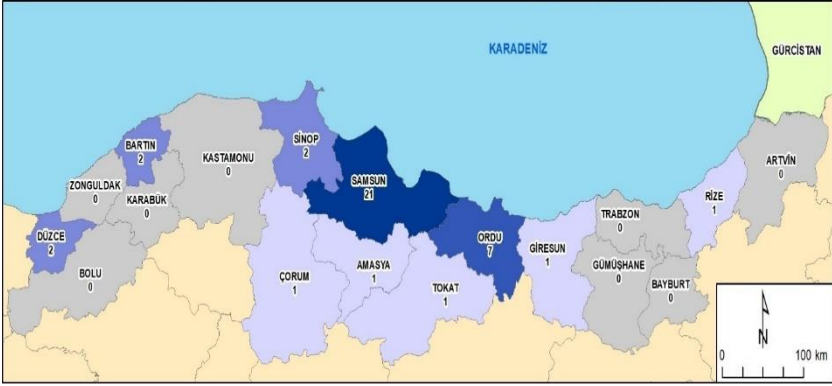 KARADENİZ
GÜRCİSTAN
BARTIN
2
ZONGULDAK
0
KARABÜK
0
KASTAMONU
0
SİNOP
2
SAMSUN
21
DÜZCE
2
BOLU
0
ÇORUM
1
AMASYA
1
TOKAT
1
ORDU
7
GİRESUN
1
TRABZON
0
GÜMÜŞHANE
0
BAYBURT
0
RİZE
1
ARTVİN
0
N
0 100 km